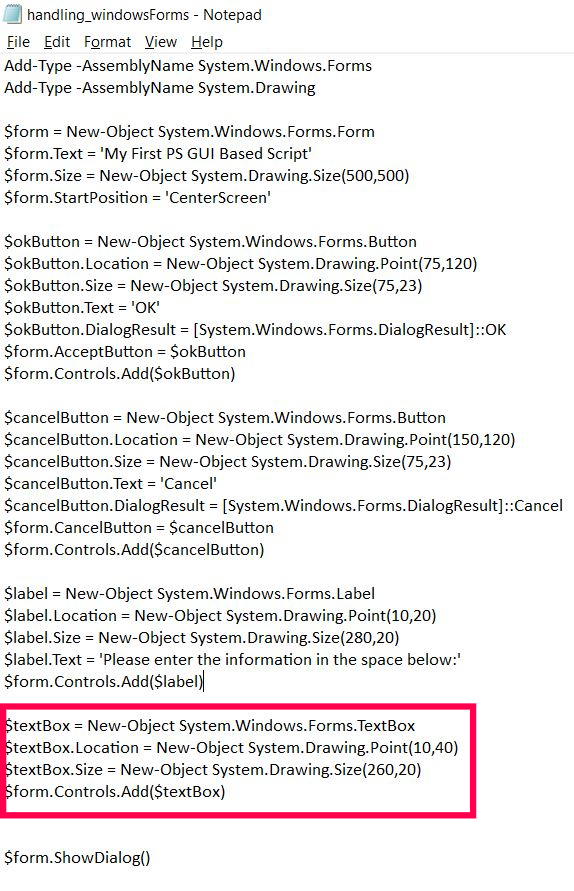 handling_windowsForms - Notepad
File Edit Format View Help
Add-Type -AssemblyName System.Windows.Forms
Add-Type -AssemblyName System.Drawing
$form = New-Object System.Windows.Forms.Form
$form.Text = 'My First PS GUI Based Script'
$form.Size = New-Object System.Drawing.Size(500,500)
$form.StartPosition = 'CenterScreen'
$okButton = New-Object System.Windows.Forms.Button
$okButton.Location = New-Object System.Drawing.Point(75,120)
$okButton.Size = New-Object System.Drawing.Size(75,23)
$okButton.Text = 'OK'
$okButton.DialogResult = [System.Windows.Forms.DialogResult]::OK
$form.AcceptButton = $okButton
$form.Controls.Add($okButton)
$cancelButton = New-Object System.Windows.Forms.Button
$cancelButton.Location = New-Object System.Drawing.Point(150,120)
$cancelButton.Size = New-Object System.Drawing.Size(75,23)
$cancelButton.Text = 'Cancel'
$cancelButton.DialogResult = [System.Windows.Forms.DialogResult]::Cancel
$form.CancelButton = $cancelButton
$form.Controls.Add($cancelButton)
$label = New-Object System.Windows.Forms.Label
$label.Location = New-Object System.Drawing.Point(10,20)
$label.Size = New-Object System.Drawing.Size(280,20)
$label.Text = 'Please enter the information in the space below:'
$form.Controls.Add($label)
$textBox = New-Object System.Windows.Forms.TextBox
$textBox.Location = New-Object System.Drawing.Point(10,40)
$textBox.Size = New-Object System.Drawing.Size(260,20)
$form.Controls.Add($textBox)
$form.ShowDialog()